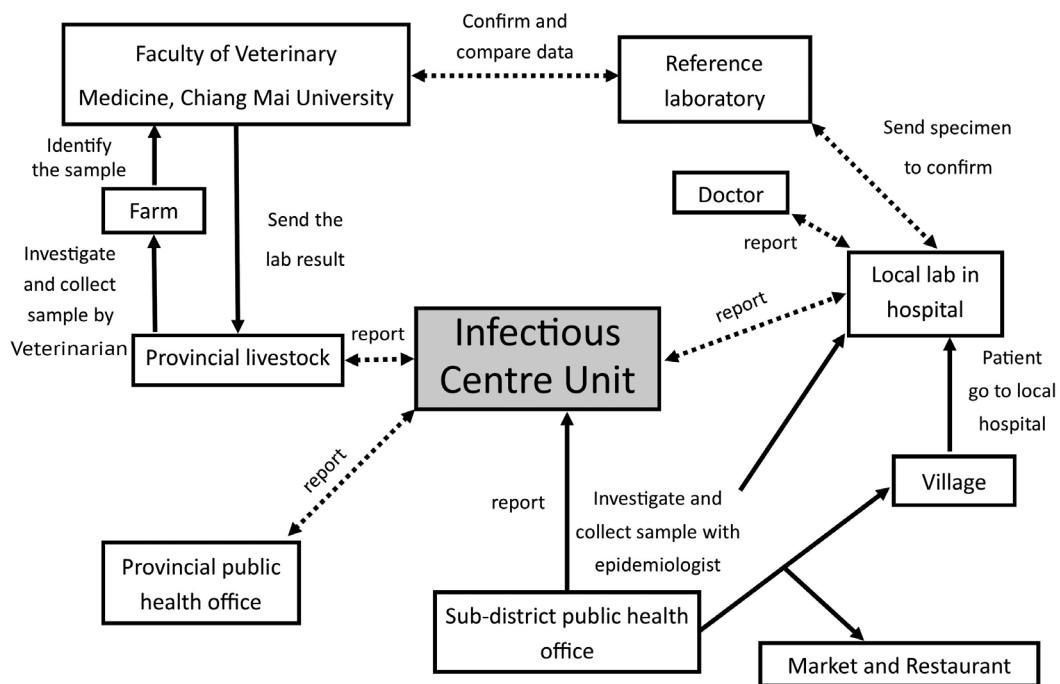 Faculty of Veterinary
Medicine, Chiang Mai University
Confirm and
compare data
Reference
laboratory
Identify
the sample
Send specimen
to confirm
Farm
Doctor
Send the
lab result
report
Investigate
and collect
sample by
Veterinarian
Local lab in
hospital
Provincial livestock
report
Infectious
Centre Unit
report
Patient
go to local
hospital
report
report
Investigate and
collect sample with
epidemiologist
Village
Provincial public
health office
Sub-district public health
office
Market and Restaurant